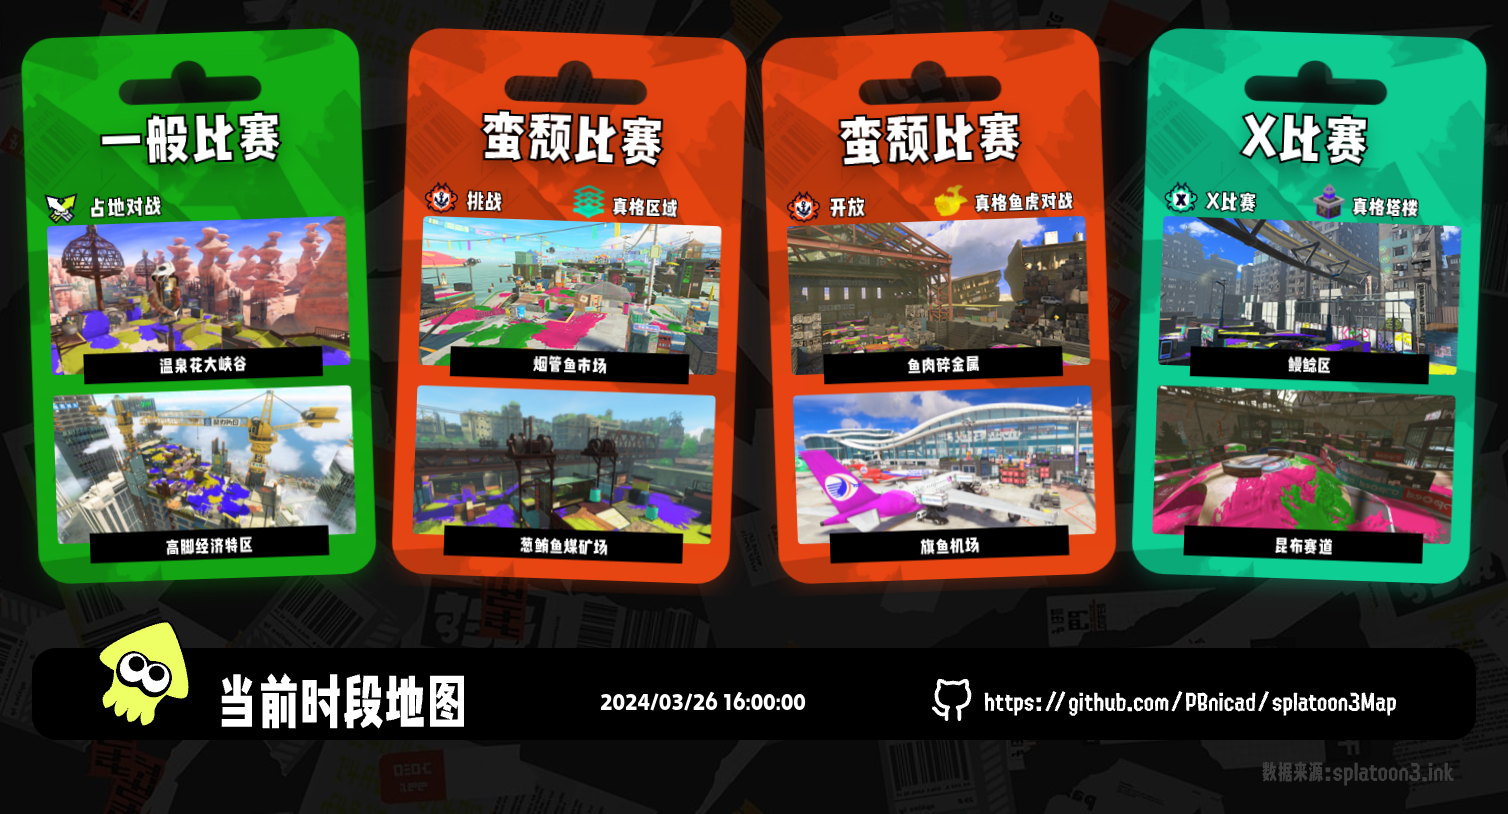 一般比赛
占地对战
温泉花大峡谷
高脚经济特区
蛮颓比赛
挑战
真格区域
烟管鱼市场
葱鲔鱼煤矿场
蛮颓比赛
开放
真格鱼虎对战
鱼肉碎金属
旗鱼机场
X比赛
X比赛
真格塔楼
鳗鲶区
昆布赛道
当前时段地图
2024/03/26 16:00:00
https://github.com/PBnicad/splatoon3Map
数据来源:splatoon3.ink